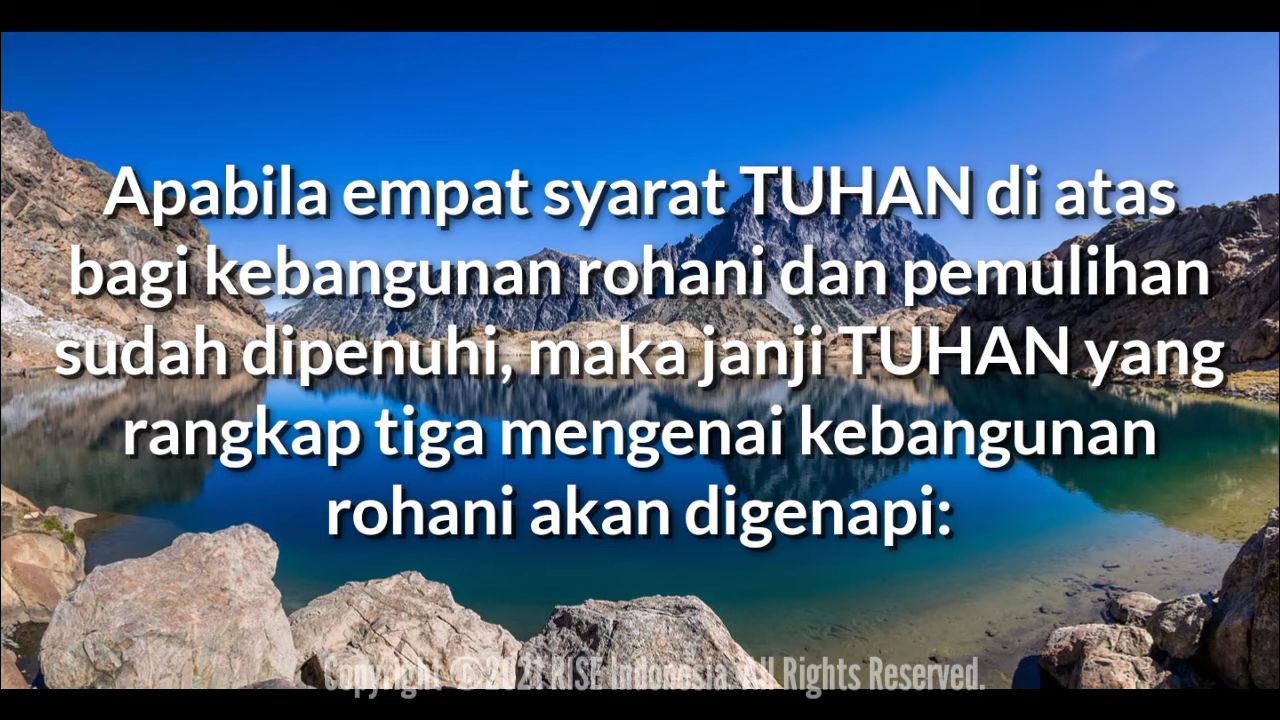 Apabila empat syarat TUHAN di atas
bagi kebangunan rohani dan pemulihan
sudah dipenuhi, maka janji TUHAN yang
rangkap tiga mengenai kebangunan
rohani akan digenapi:
Copyright © 2021 RISE Indonesia. All Rights Reserved.